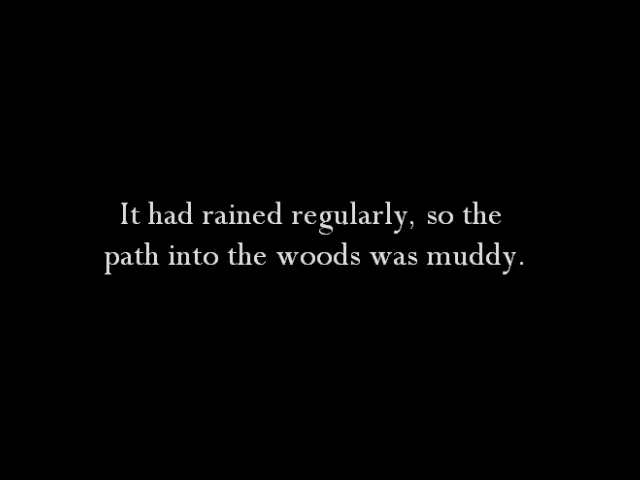 It had rained regularly, so the
path into the woods was muddy.